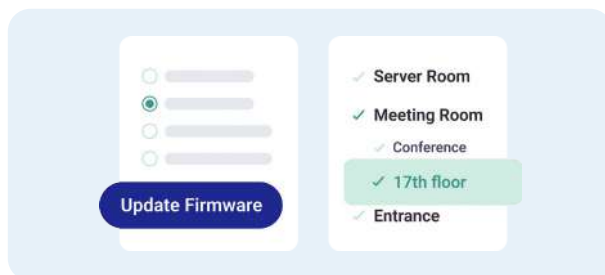 Update Firmware
Server Room
Meeting Room
Conference
17th floor
Entrance